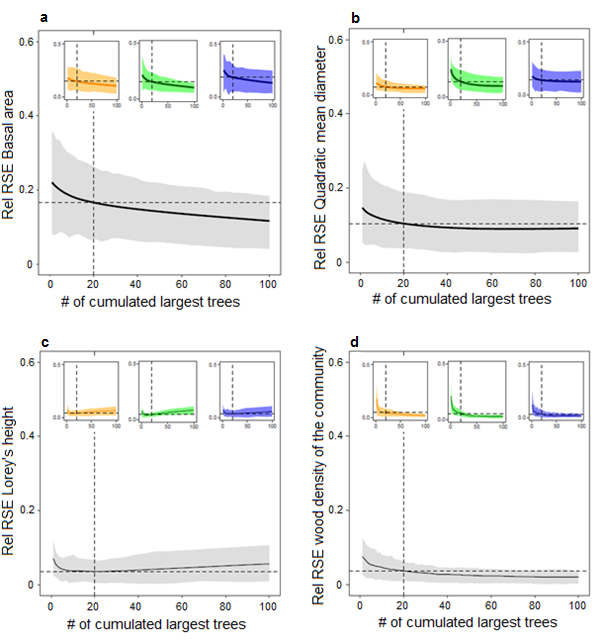 a
Rel RSE Basal area
0.6
0.4
0.2
0
0.5
0.0
0 50 100
0.5
0.0
0 50 100
0.5
0.0
0 50 100
0 20 40 60 80 100
# of cumulated largest trees
b
Rel RSE Quadratic mean diameter
0.6
0.4
0.2
0
0.5
0.0
0 50 100
0.5
0.0
0 50 100
0.5
0.0
0 50 100
0 20 40 60 80 100
# of cumulated largest trees
c
Rel RSE Lorey's height
0.6
0.4
0.2
0
0.5
0.0
0 50 100
0.5
0.0
0 50 100
0.5
0.0
0 50 100
0 20 40 60 80 100
# of cumulated largest trees
d
Rel RSE wood density of the community
0.6
0.4
0.2
0
0.5
0.0
0 50 100
0.5
0.0
0 50 100
0.5
0.0
0 50 100
0 20 40 60 80 100
# of cumulated largest trees